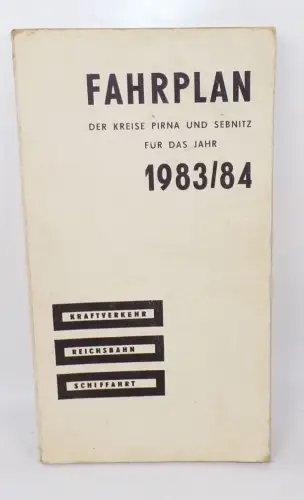 FAHRPLAN
DER KREISE PIRNA UND SEBNITZ
FÜR DAS JAHR
1983/84
KRAFTVERKEHR
REICHSBAHN
SCHIFFAHRT